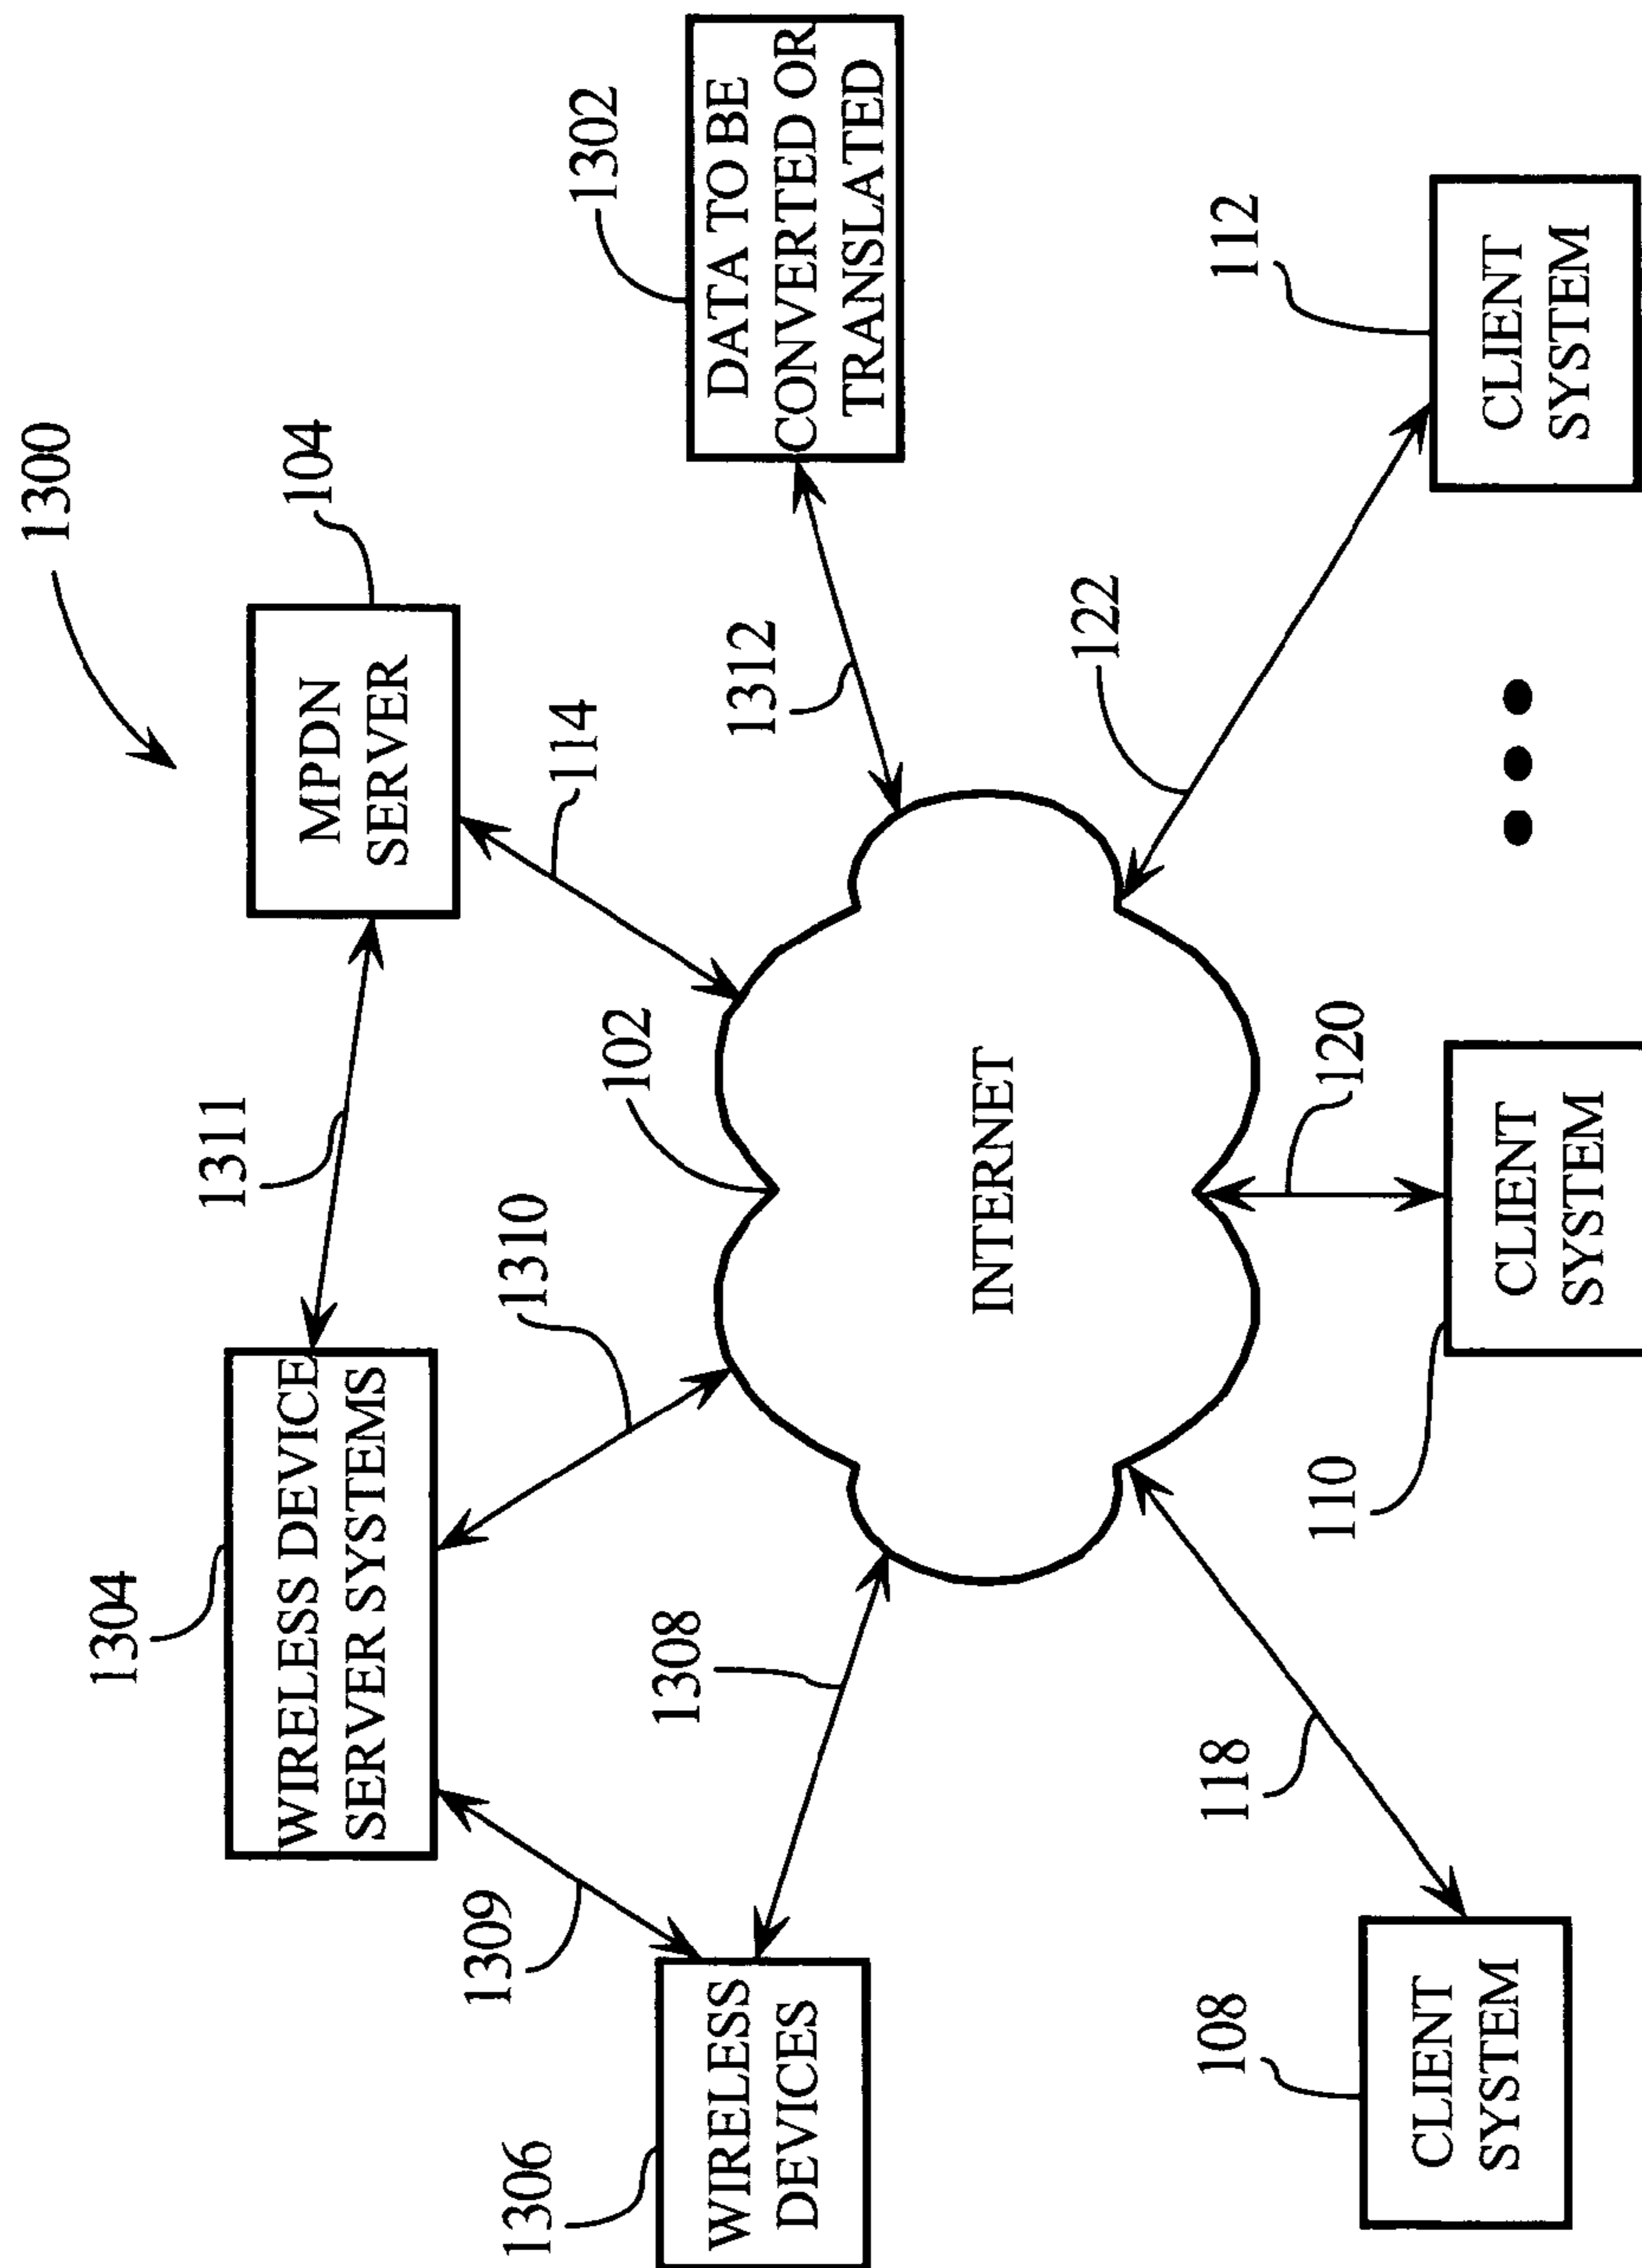 1300
1304
WIRELESS DEVICE
SERVER SYSTEMS
1311
MPDN
SERVER
104
1306
WIRELESS
DEVICES
1309
1310
114
102
1302
DATA TO BE
CONVERTED OR
TRANSLATED
1308
1312
INTERNET
108
CLIENT
SYSTEM
118
110
CLIENT
SYSTEM
120
122
112
CLIENT
SYSTEM